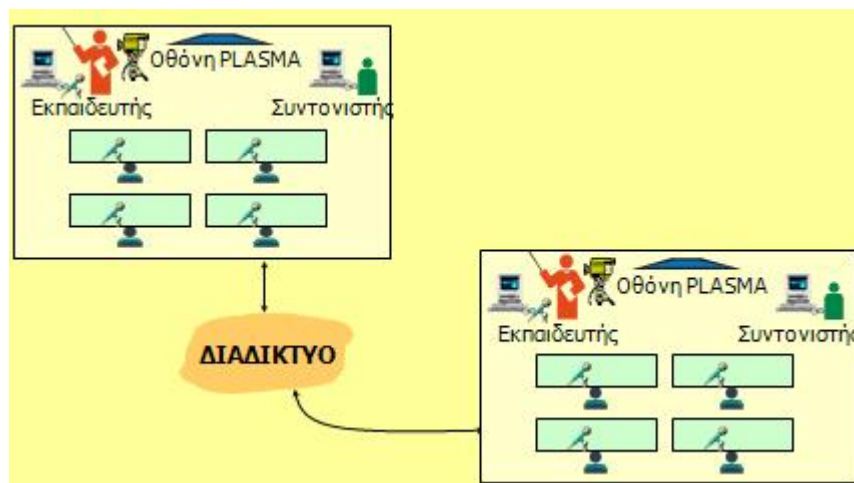 Οθόνη PLASMA
Εκπαιδευτής
Συντονιστής
ΔΙΑΔΙΚΤΥΟ
Οθόνη PLASMA
Εκπαιδευτής
Συντονιστής